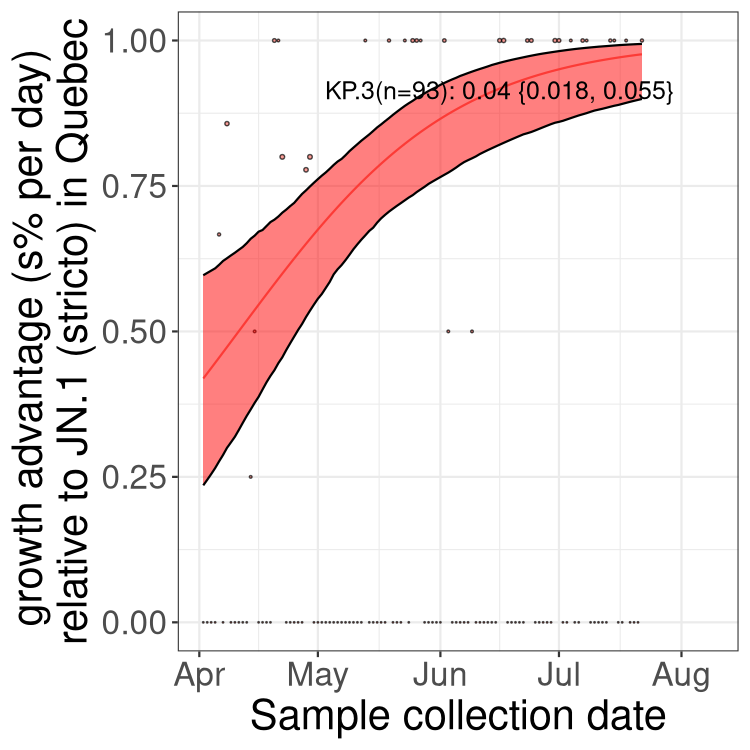 growth advantage (s% per day)
relative to JN.1 (stricto) in Quebec
1.00
0.75
0.50
0.25
0.00
KP.3(n=93): 0.04 {0.018, 0.055}
Apr May Jun Jul Aug
Sample collection date